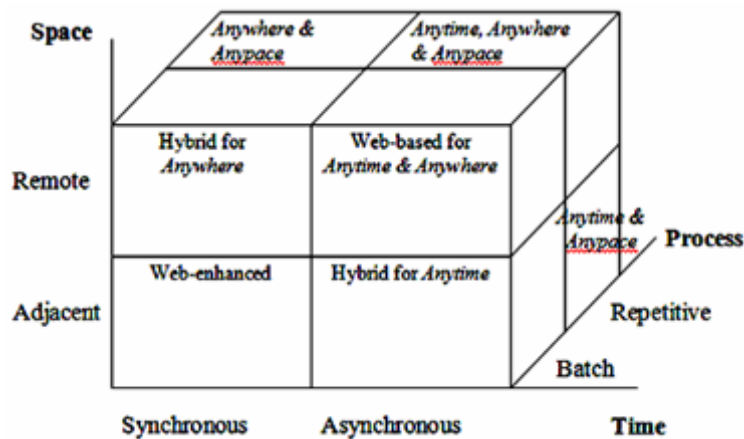 Space
Anywhere &
Anypace
Anytime, Anywhere
& Anypace
Hybrid for
Anywhere
Web-based for
Anytime & Anywhere
Remote
Anytime &
Anypace
Process
Web-enhanced
Hybrid for Anytime
Adjacent
Repetitive
Batch
Synchronous
Asynchronous
Time